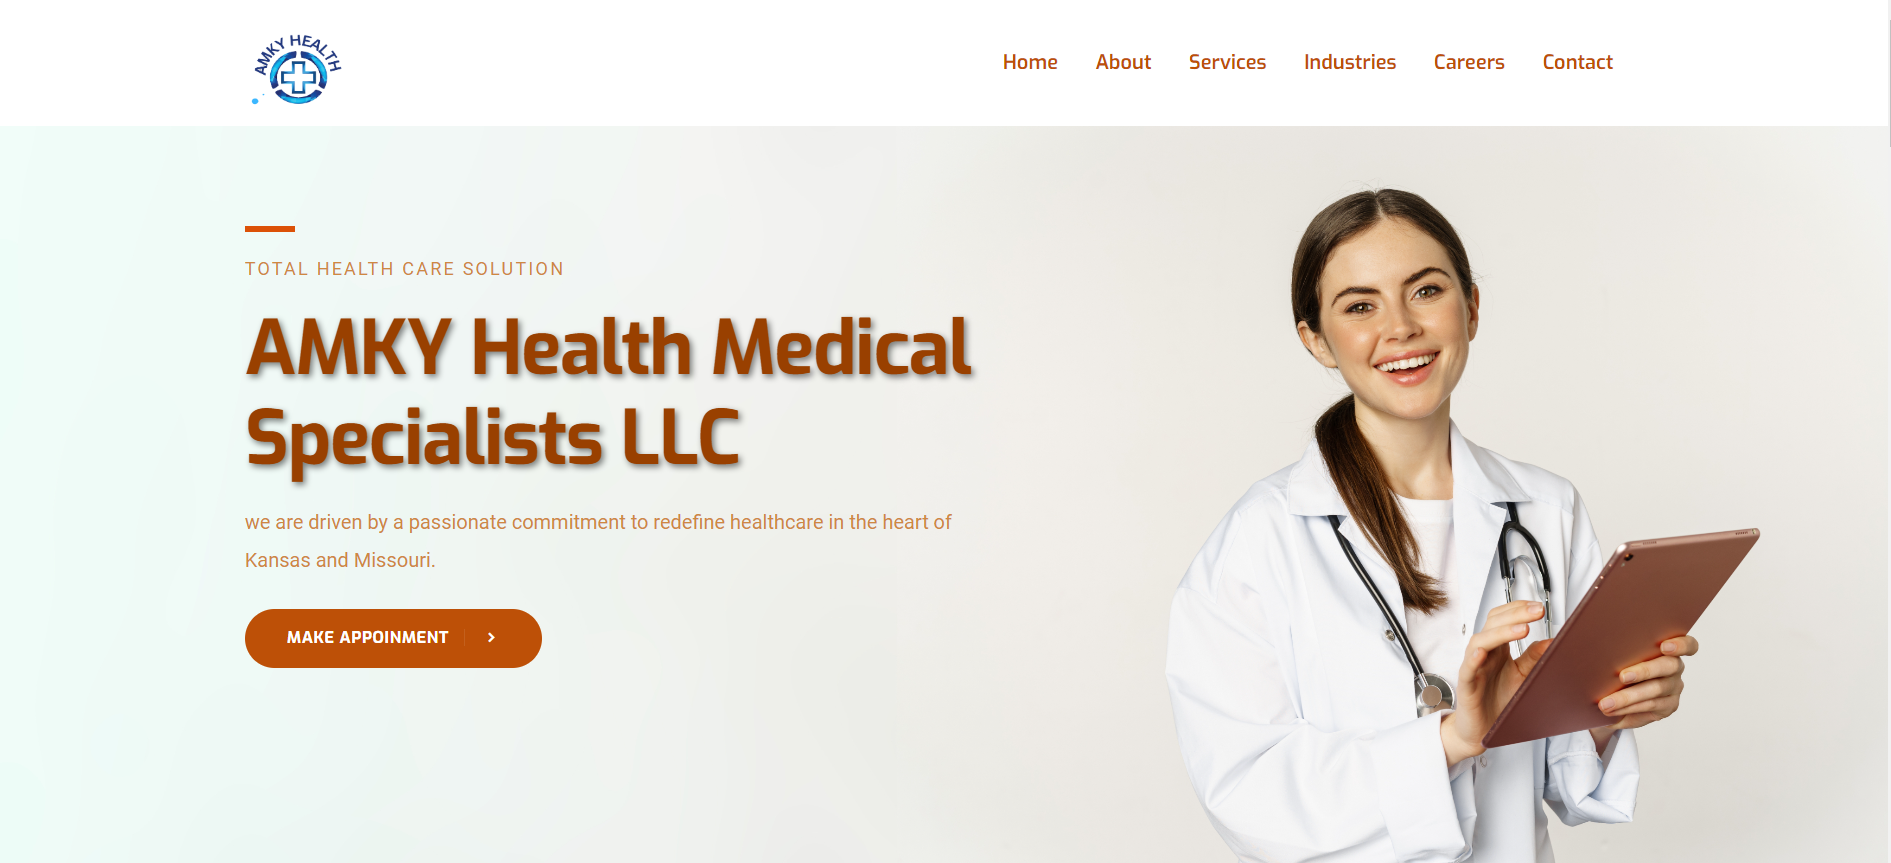 AMKY HEALTH
Home About Services Industries Careers Contact
TOTAL HEALTH CARE SOLUTION
AMKY Health Medical
Specialists LLC
we are driven by a passionate commitment to redefine healthcare in the heart of
Kansas and Missouri.
MAKE APPOINMENT